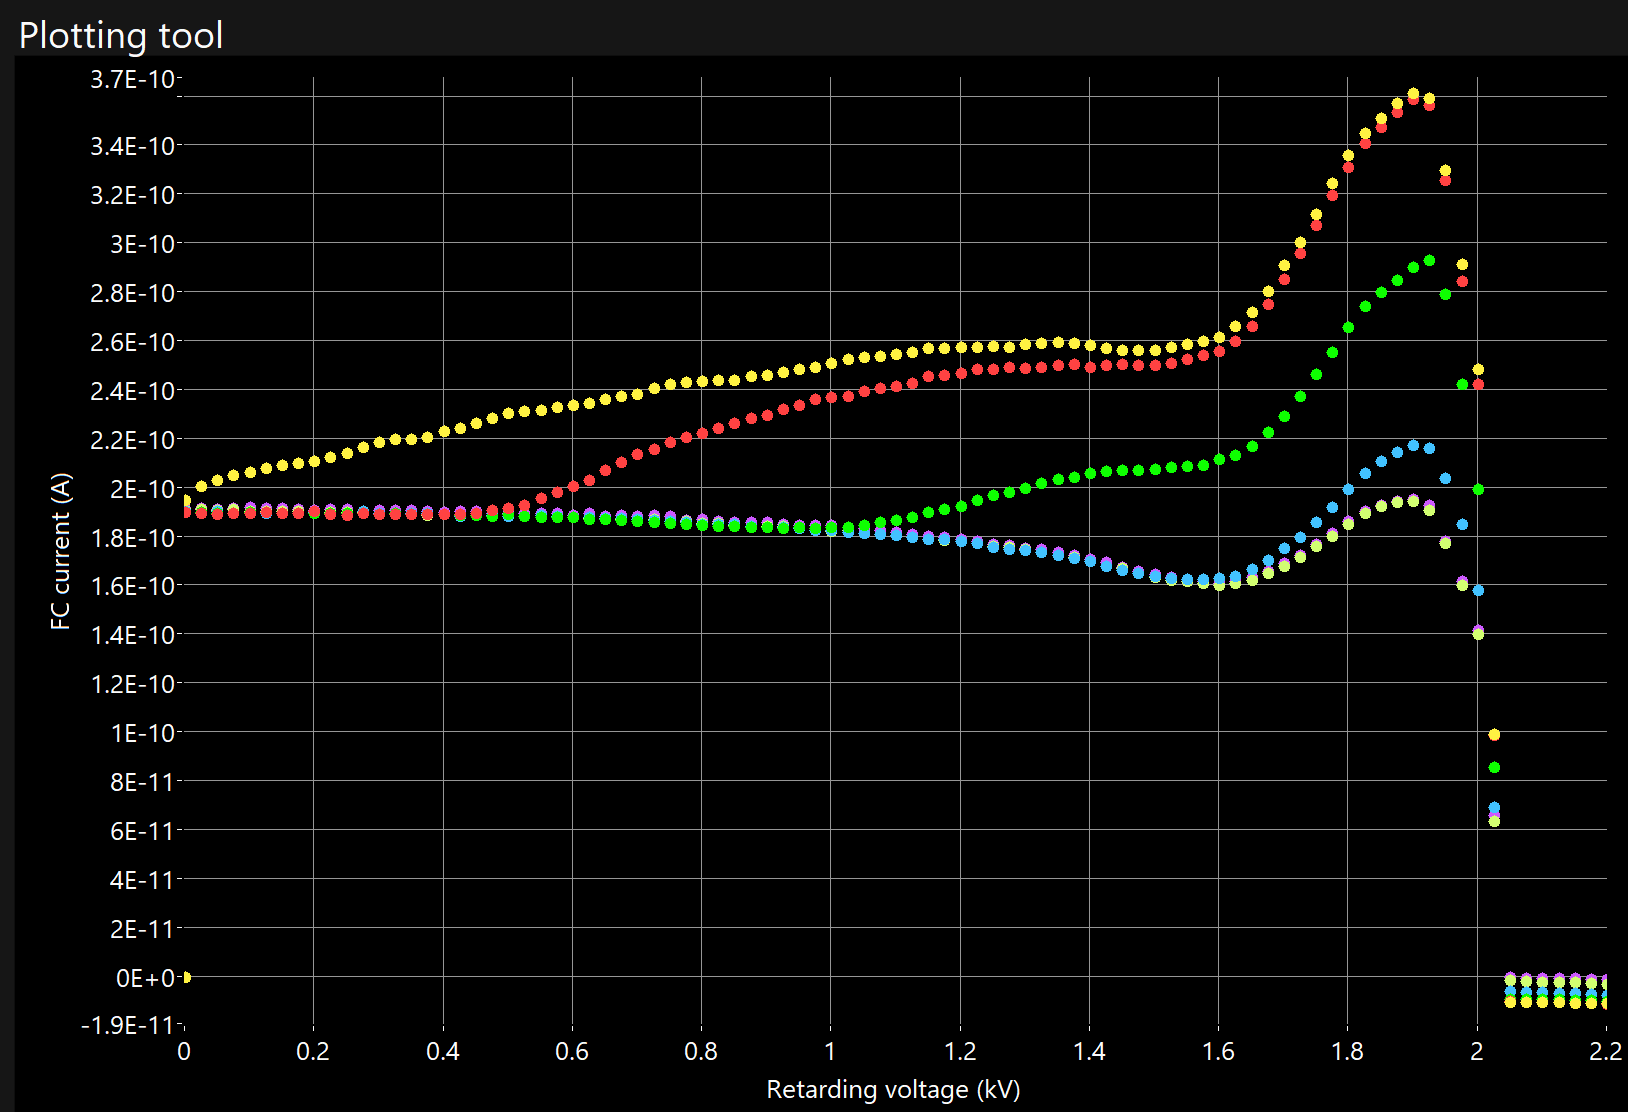 Plotting tool
3.7E-10
3.4E-10
3.2E-10
3E-10
2.8E-10
2.6E-10
2.4E-10
2.2E-10
2E-10
1.8E-10
1.6E-10
1.4E-10
1.2E-10
1E-10
8E-11
6E-11
4E-11
2E-11
0E+0
-1.9E-11
FC current (A)
0 0.2 0.4 0.6 0.8 1 1.2 1.4 1.6 1.8 2 2.2
Retarding voltage (kV)